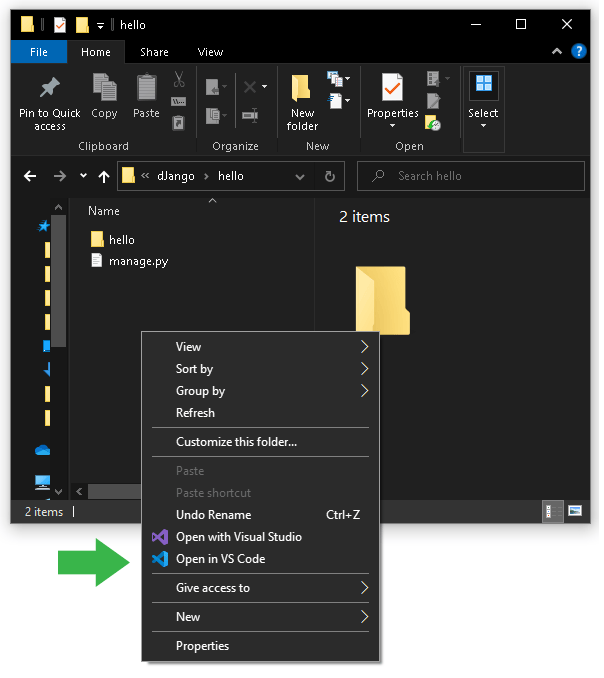 hello
File Home Share View
Pin to Quick access
Copy
Paste
New folder
Properties
Select
Clipboard Organize New Open
dJango hello Search hello
Name
2 items
hello
manage.py
View
Sort by
Group by
Refresh
Customize this folder...
Paste
Paste shortcut
Undo Rename Ctrl+Z
Open with Visual Studio
Open in VS Code
Give access to
New
Properties
2 items